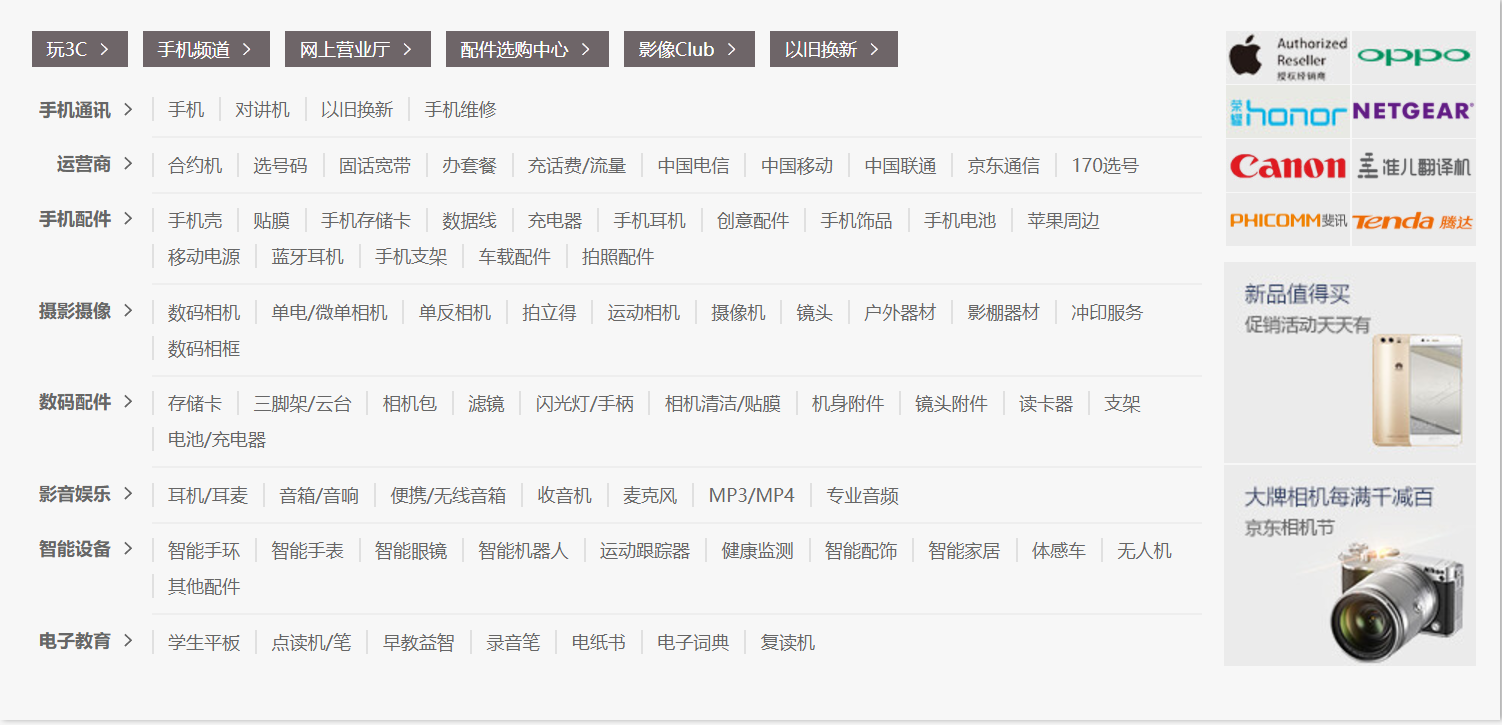 玩3C > 手机频道 > 网上营业厅 > 配件选购中心 > 影像Club > 以旧换新 >
手机通讯 > 手机 对讲机 以旧换新 手机维修
运营商 > 合约机 选号码 固话宽带 办套餐 充话费/流量 中国电信 中国移动 中国联通 京东通信 170选号
手机配件 > 手机壳 贴膜 手机存储卡 数据线 充电器 手机耳机 创意配件 手机饰品 手机电池 苹果周边
移动电源 蓝牙耳机 手机支架 车载配件 拍照配件
摄影摄像 > 数码相机 单电/微单相机 单反相机 拍立得 运动相机 摄像机 镜头 户外器材 影棚器材 冲印服务
数码相框
数码配件 > 存储卡 三脚架/云台 相机包 滤镜 闪光灯/手柄 相机清洁/贴膜 机身附件 镜头附件 读卡器 支架
电池/充电器
影音娱乐 > 耳机/耳麦 音箱/音响 便携/无线音箱 收音机 麦克风 MP3/MP4 专业音频
智能设备 > 智能手环 智能手表 智能眼镜 智能机器人 运动跟踪器 健康监测 智能配饰 智能家居 体感车 无人机
其他配件
电子教育 > 学生平板 点读机/笔 早教益智 录音笔 电纸书 电子词典 复读机
Authorized
Reseller
授权经销商
oppo
荣耀honor NETGEAR
Canon 准儿翻译机
PHICOMM斐讯 Tenda 腾达
新品值得买
促销活动天天有
大牌相机每满千减百
京东相机节